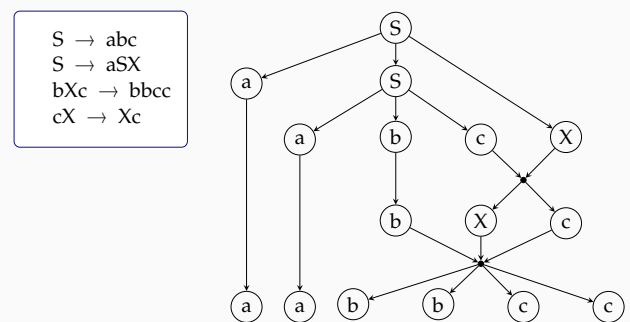 S → abc
S → aSX
bXc → bbcc
cX → Xc
S
a S
a b c X
b X c
a a b b c c